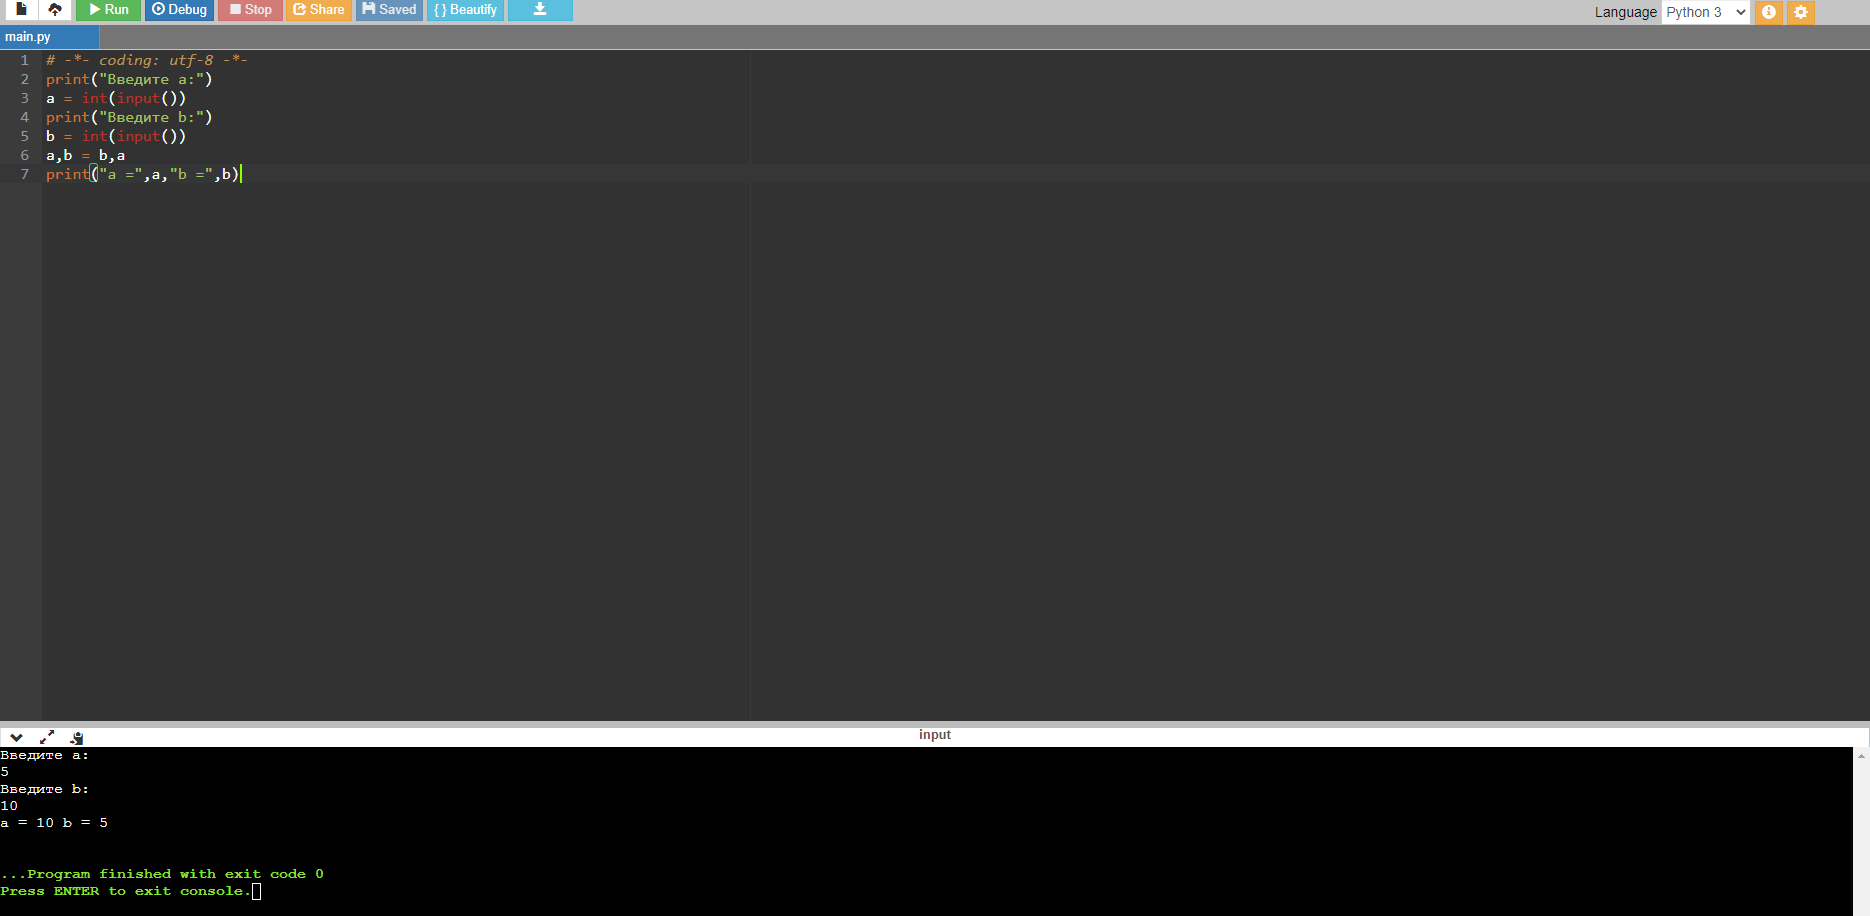 Run Debug Stop Share Saved { } Beautify Language Python 3
main.py
1 # -*- coding: utf-8 -*-
2 print("Введите a:")
3 a = int(input())
4 print("Введите b:")
5 b = int(input())
6 a,b = b,a
7 print("a =",a,"b =",b)
input
Введите a:
5
Введите b:
10
a = 10 b = 5
...Program finished with exit code 0
Press ENTER to exit console.